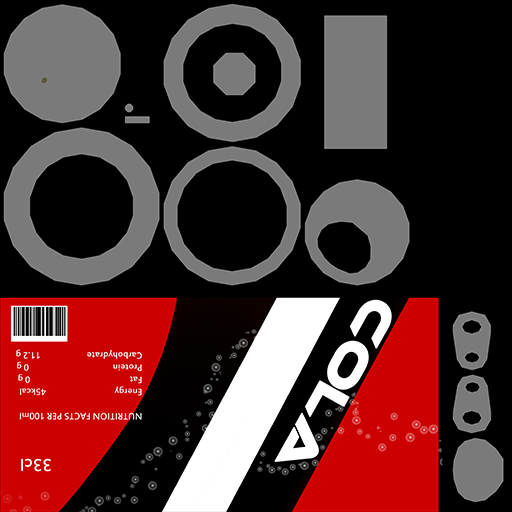 COLA
33cl
NUTRITION FACTS PER 100ml
Energy 45kcal
Fat 0 g
Protein 0 g
Carbohydrate 11.2 g